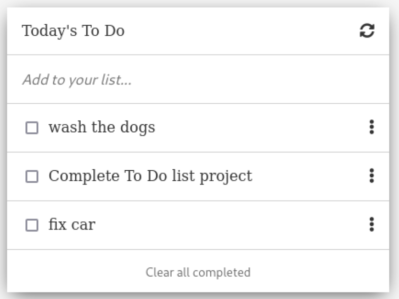 Today's To Do
Add to your list...
wash the dogs
Complete To Do list project
fix car
Clear all completed